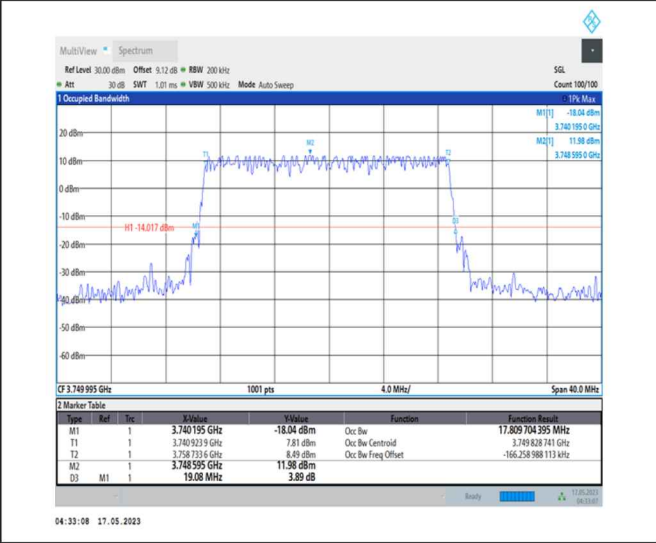 MultiView Spectrum
Ref Level 30.00 dBm Offset 9.12 dB RBW 200 kHz SGL
Att 30 dB SWT 1.01 ms VBW 500 kHz Mode Auto Sweep Count 100/100
1 Occupied Bandwidth 1Pk Max
M1[1] -18.04 dBm
3.740 195 0 GHz
M2[1] 11.98 dBm
3.748 595 0 GHz
20 dBm
M2
T1 T2
10 dBm
0 dBm
-10 dBm
D3
H1 -14.017 dBm M1
-20 dBm
-30 dBm
-40 dBm
-50 dBm
-60 dBm
CF 3.749 995 GHz 1001 pts 4.0 MHz/ Span 40.0 MHz
2 Marker Table
Type Ref Trc X-Value Y-Value Function Function Result
M1 1 3.740 195 GHz -18.04 dBm Occ Bw 17.809 704 395 MHz
T1 1 3.740 923 9 GHz 7.81 dBm Occ Bw Centroid 3.749 828 741 GHz
T2 1 3.758 733 6 GHz 8.49 dBm Occ Bw Freq Offset -166.258 988 113 kHz
M2 1 3.748 595 GHz 11.98 dBm
D3 M1 1 19.08 MHz 3.89 dB
Ready 17.05.2023
04:33:07
04:33:08 17.05.2023